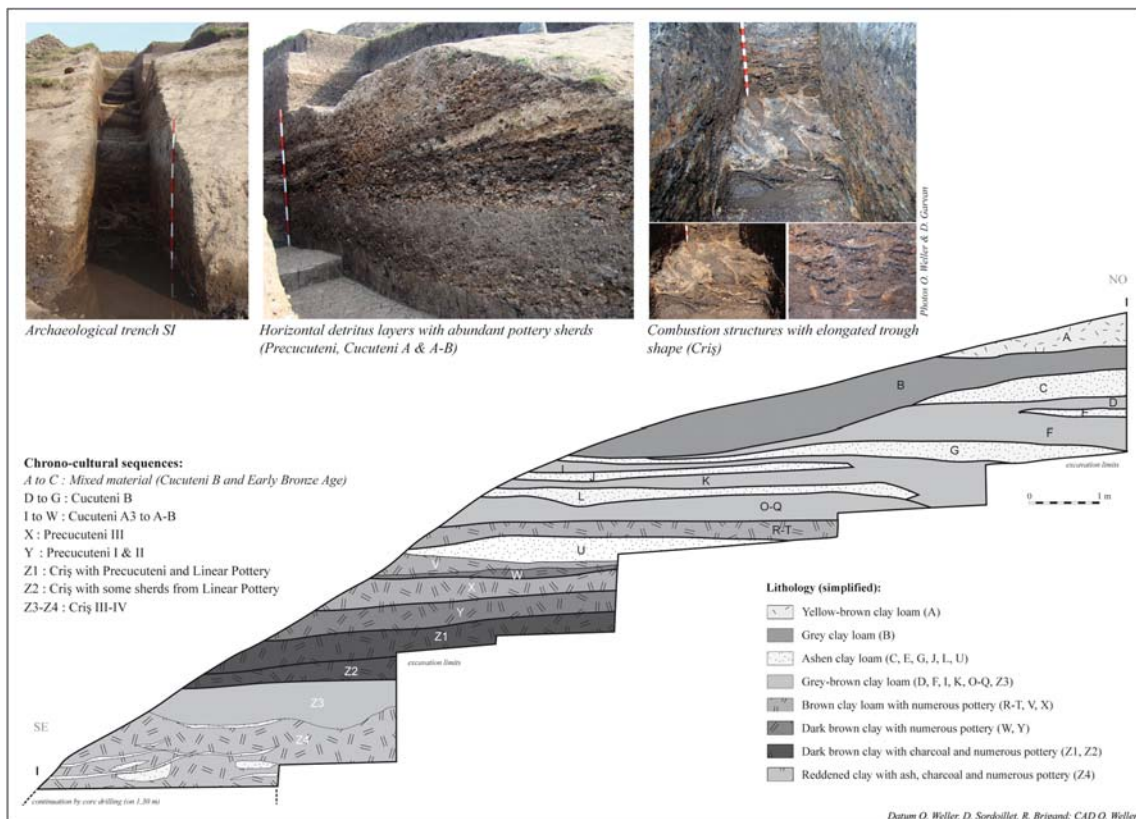 Archaeological trench SI
Horizontal detritus layers with abundant pottery sherds
(Precucuteni, Cucuteni A & A-B)
Combustion structures with elongated trough
shape (Criş)
Photos O. Weller & D. Garvan
NO
I
A
B
C
D
E
F
G
excavation limits
0 1 m
I
J
K
L
O-Q
R-T
U
V
W
X
Y
Z1
excavation limits
Z2
Z3
Z4
SE
I
continuation by core drilling (on 1.30 m)
Chrono-cultural sequences:
A to C : Mixed material (Cucuteni B and Early Bronze Age)
D to G : Cucuteni B
I to W : Cucuteni A3 to A-B
X : Precucuteni III
Y : Precucuteni I & II
Z1 : Criş with Precucuteni and Linear Pottery
Z2 : Criş with some sherds from Linear Pottery
Z3-Z4 : Criş III-IV
Lithology (simplified):
Yellow-brown clay loam (A)
Grey clay loam (B)
Ashen clay loam (C, E, G, J, L, U)
Grey-brown clay loam (D, F, I, K, O-Q, Z3)
Brown clay loam with numerous pottery (R-T, V, X)
Dark brown clay with numerous pottery (W, Y)
Dark brown clay with charcoal and numerous pottery (Z1, Z2)
Reddened clay with ash, charcoal and numerous pottery (Z4)
Datum O. Weller, D. Sordoillet, R. Brigand; CAD O. Weller